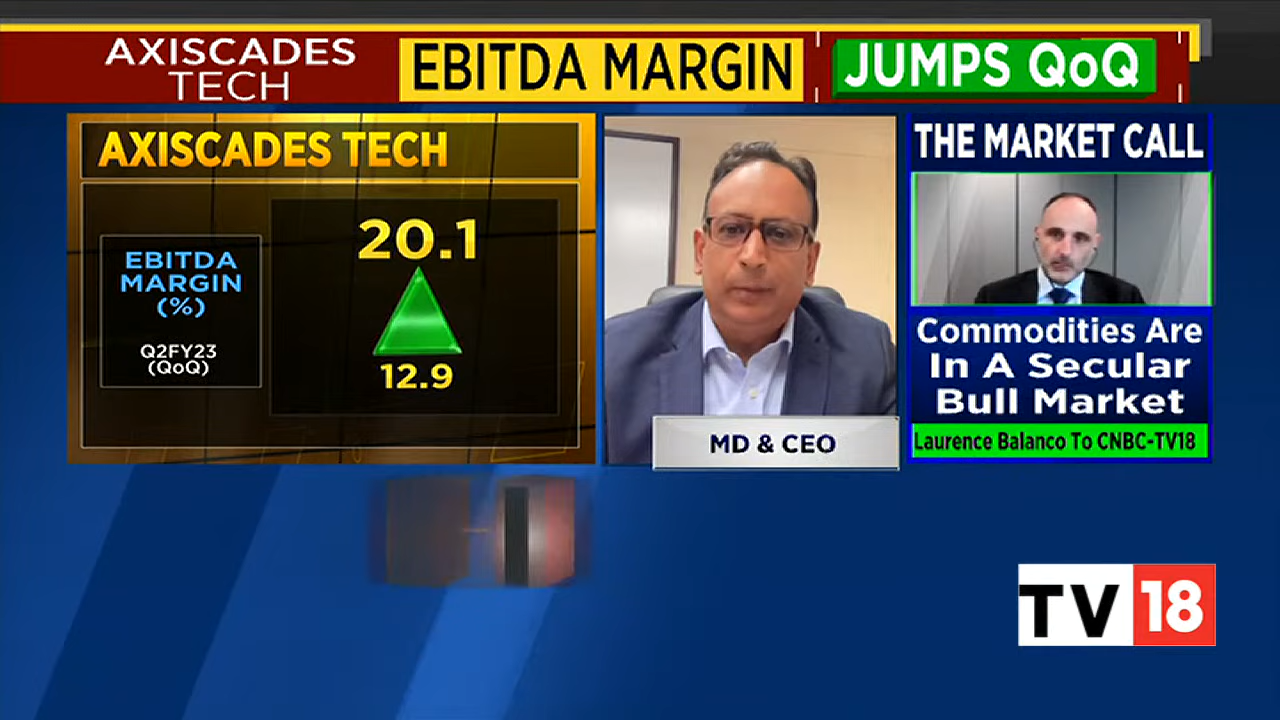 AXISCADES
TECH
EBITDA MARGIN
JUMPS QoQ
AXISCADES TECH
EBITDA
MARGIN
(%)
Q2FY23
(QoQ)
20.1
12.9
MD & CEO
THE MARKET CALL
Commodities Are
In A Secular
Bull Market
Laurence Balanco To CNBC-TV18
TV18